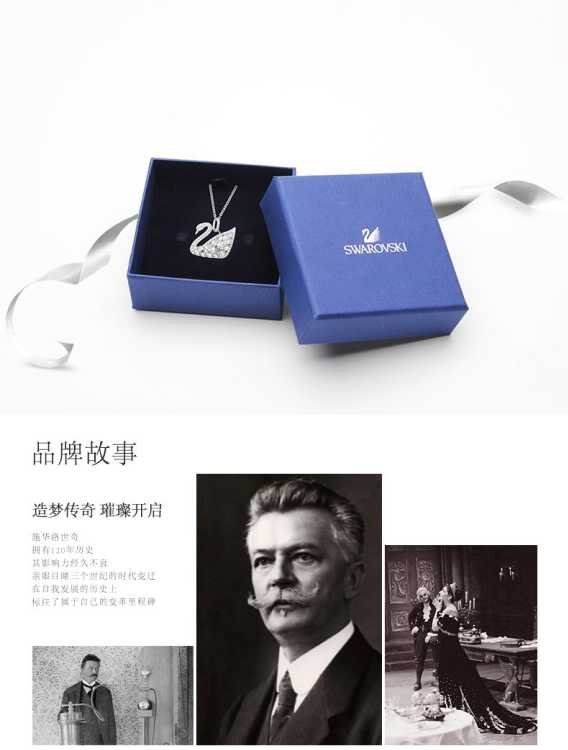 SWAROVSKI
品牌故事
造梦传奇 璀璨开启
施华洛世奇
拥有120年历史
其影响力经久不衰
亲眼目睹三个世纪的时代变迁
在自我发展的历史上
标注了属于自己的变革里程碑